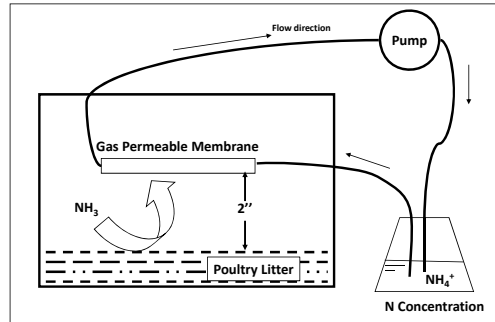 Flow direction
Pump
Gas Permeable Membrane
NH₃
2’’
Poultry Litter
NH₄⁺
N Concentration